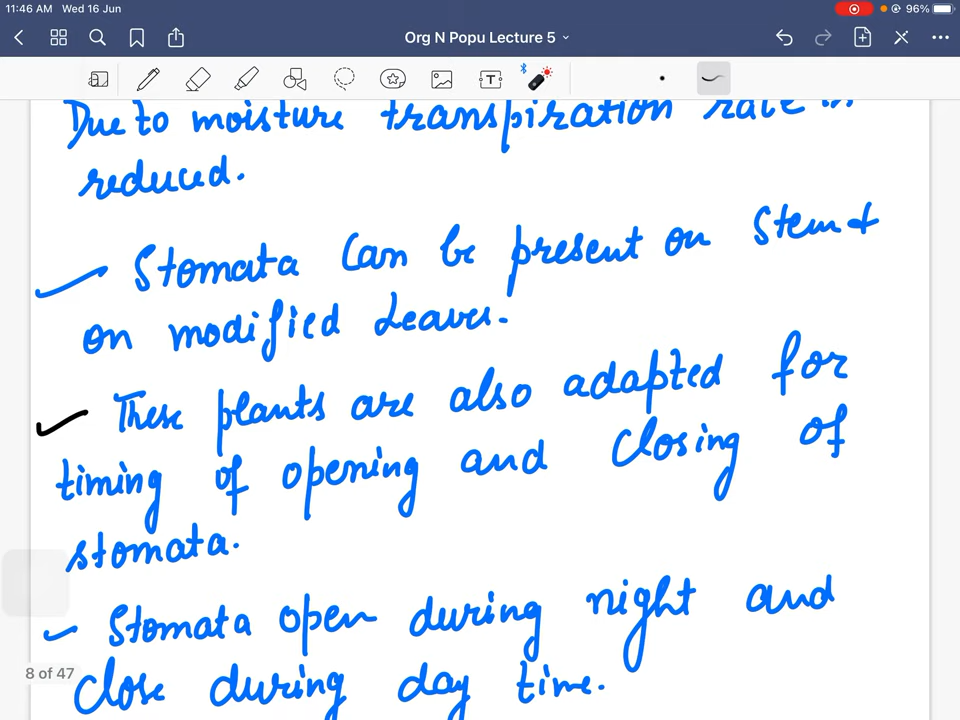 11:46 AM Wed 16 Jun
96%
Org N Popu Lecture 5
Due to moisture transpiration rate is
reduced.
Stomata can be present on stem &
on modified leaves.
These plants are also adapted for
timing of opening and closing of
stomata.
Stomata open during night and
8 of 47
close during day time.